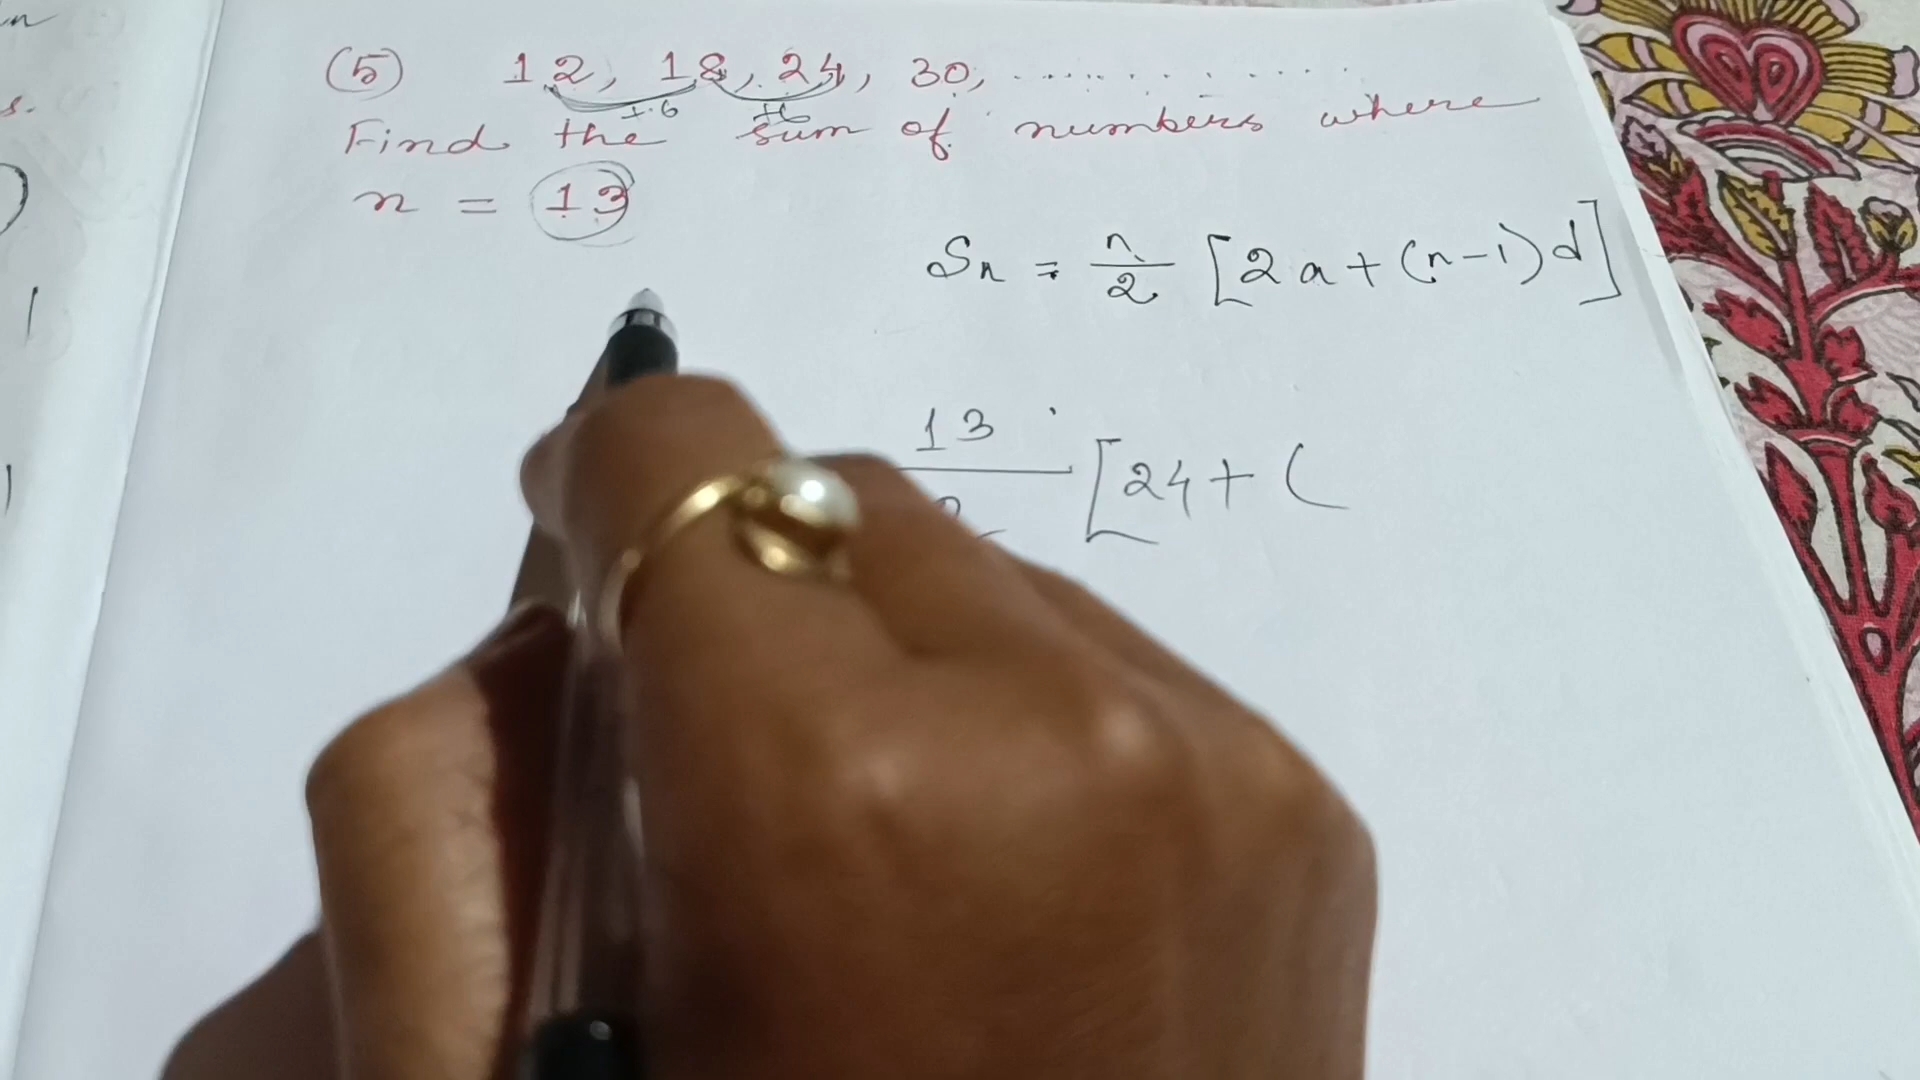 (5) 12, 18, 24, 30, ..............
+6 +6
Find the sum of numbers where
n = 13
Sn = n/2 [2a + (n-1)d]
13/2 [24 + (